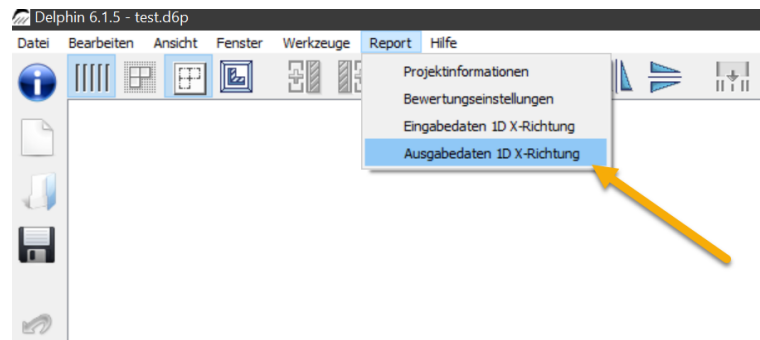 Delphin 6.1.5 - test.d6p
Datei Bearbeiten Ansicht Fenster Werkzeuge Report Hilfe
Projektinformationen
Bewertungseinstellungen
Eingabedaten 1D X-Richtung
Ausgabedaten 1D X-Richtung